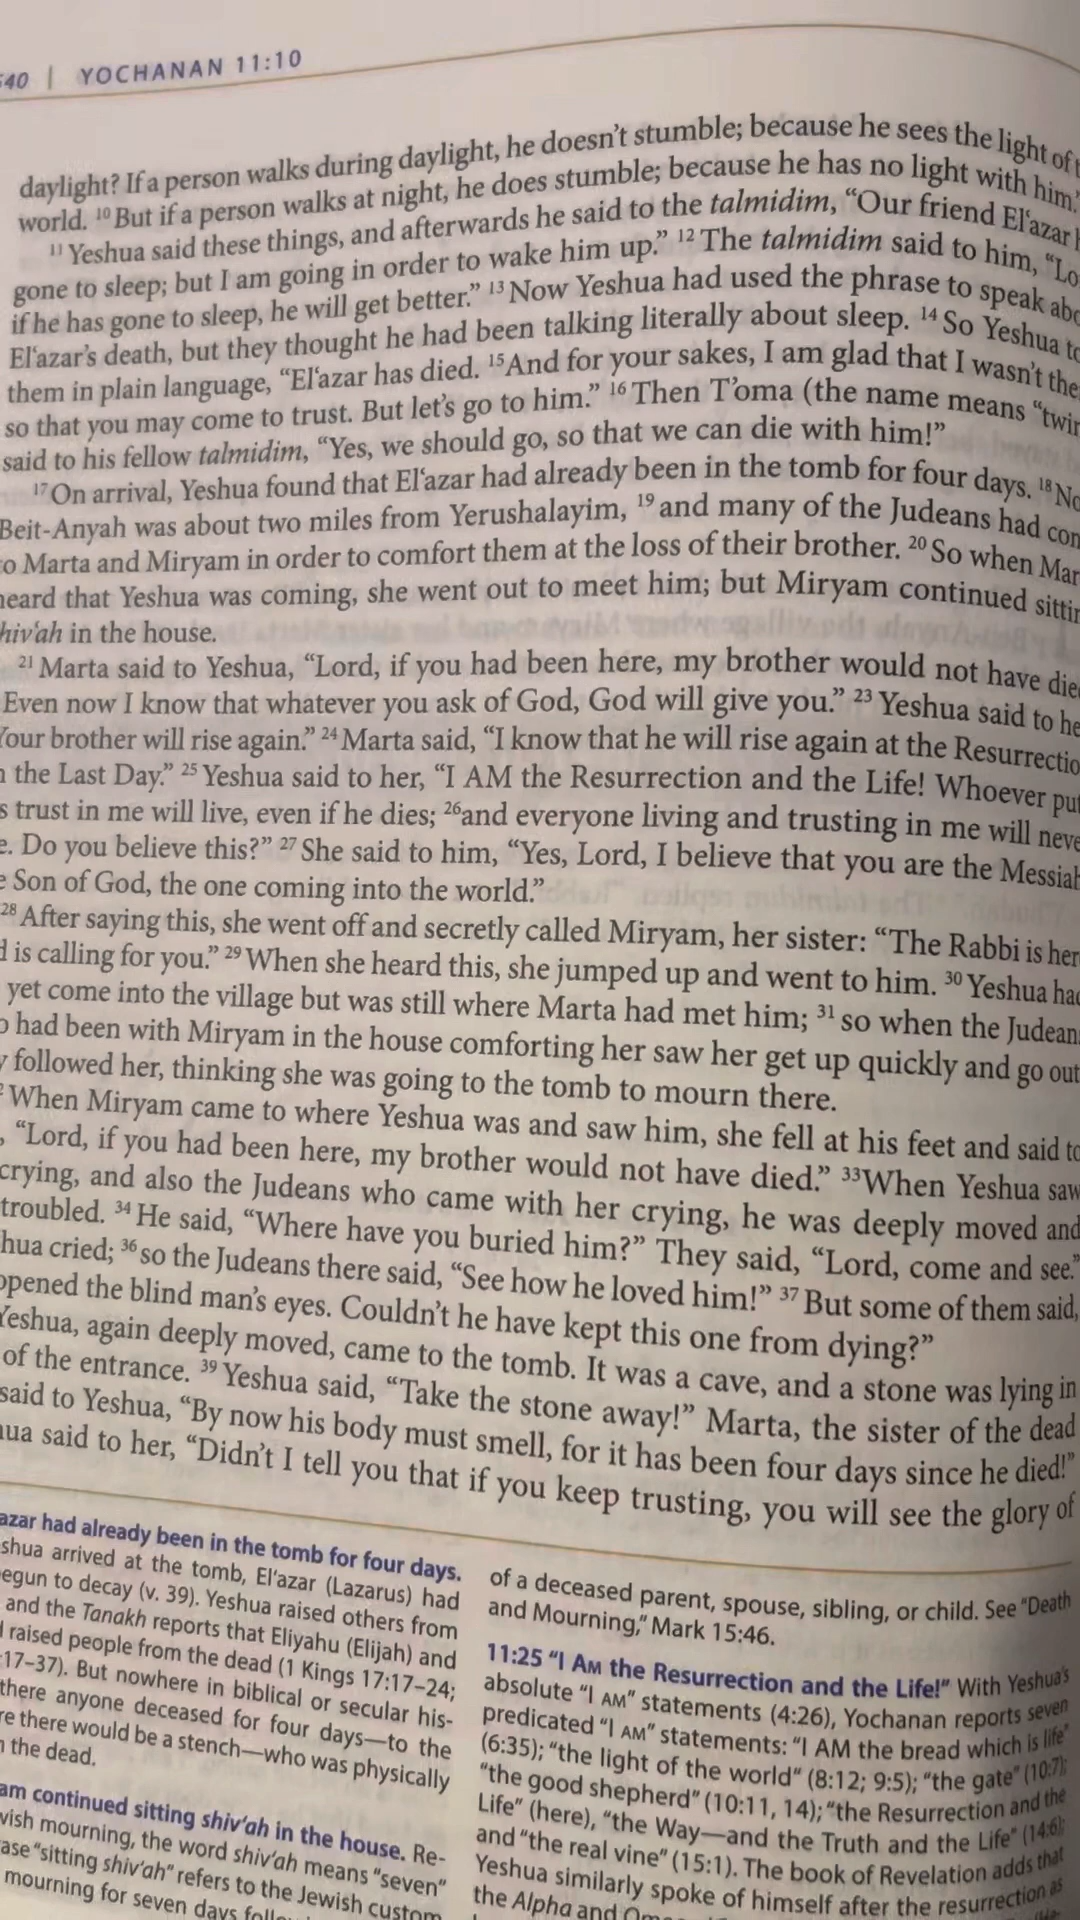 540 | YOCHANAN 11:10
daylight? If a person walks during daylight, he doesn't stumble; because he sees the light of
world. 10 But if a person walks at night, he does stumble; because he has no light with him."
11 Yeshua said these things, and afterwards he said to the talmidim, "Our friend El'azar
gone to sleep; but I am going in order to wake him up." 12 The talmidim said to him, "Lo
if he has gone to sleep, he will get better." 13 Now Yeshua had used the phrase to speak abo
El'azar's death, but they thought he had been talking literally about sleep. 14 So Yeshua to
them in plain language, "El'azar has died. 15 And for your sakes, I am glad that I wasn't the
so that you may come to trust. But let's go to him." 16 Then T'oma (the name means "twin
said to his fellow talmidim, "Yes, we should go, so that we can die with him!"
17 On arrival, Yeshua found that El'azar had already been in the tomb for four days. 18 No
Beit-Anyah was about two miles from Yerushalayim, 19 and many of the Judeans had com
o Marta and Miryam in order to comfort them at the loss of their brother. 20 So when Mar
heard that Yeshua was coming, she went out to meet him; but Miryam continued sittin
hiv'ah in the house.
21 Marta said to Yeshua, "Lord, if you had been here, my brother would not have died
Even now I know that whatever you ask of God, God will give you." 23 Yeshua said to he
Your brother will rise again." 24 Marta said, "I know that he will rise again at the Resurrectio
n the Last Day." 25 Yeshua said to her, "I AM the Resurrection and the Life! Whoever put
s trust in me will live, even if he dies; 26 and everyone living and trusting in me will neve
e. Do you believe this?" 27 She said to him, "Yes, Lord, I believe that you are the Messiah
e Son of God, the one coming into the world."
28 After saying this, she went off and secretly called Miryam, her sister: "The Rabbi is her
d is calling for you." 29 When she heard this, she jumped up and went to him. 30 Yeshua had
yet come into the village but was still where Marta had met him; 31 so when the Judean
o had been with Miryam in the house comforting her saw her get up quickly and go out
y followed her, thinking she was going to the tomb to mourn there.
When Miryam came to where Yeshua was and saw him, she fell at his feet and said to
, "Lord, if you had been here, my brother would not have died." 33 When Yeshua saw
crying, and also the Judeans who came with her crying, he was deeply moved and
troubled. 34 He said, "Where have you buried him?" They said, "Lord, come and see."
hua cried; 36 so the Judeans there said, "See how he loved him!" 37 But some of them said,
opened the blind man's eyes. Couldn't he have kept this one from dying?"
Yeshua, again deeply moved, came to the tomb. It was a cave, and a stone was lying in
of the entrance. 39 Yeshua said, "Take the stone away!" Marta, the sister of the dead
said to Yeshua, "By now his body must smell, for it has been four days since he died!"
ua said to her, "Didn't I tell you that if you keep trusting, you will see the glory of
azar had already been in the tomb for four days.
shua arrived at the tomb, El'azar (Lazarus) had
egun to decay (v. 39). Yeshua raised others from
and the Tanakh reports that Eliyahu (Elijah) and
raised people from the dead (1 Kings 17:17–24;
17–37). But nowhere in biblical or secular his-
there anyone deceased for four days—to the
re there would be a stench—who was physically
the dead.
am continued sitting shiv'ah in the house. Re-
wish mourning, the word shiv'ah means "seven"
ase "sitting shiv'ah" refers to the Jewish custom
mourning for seven days
of a deceased parent, spouse, sibling, or child. See "Death
and Mourning," Mark 15:46.
11:25 "I AM the Resurrection and the Life!" With Yeshua's
absolute "I AM" statements (4:26), Yochanan reports seven
predicated "I AM" statements: "I AM the bread which is life"
(6:35); "the light of the world" (8:12; 9:5); "the gate" (10:7);
"the good shepherd" (10:11, 14); "the Resurrection and the
Life" (here), "the Way—and the Truth and the Life" (14:6);
and "the real vine" (15:1). The book of Revelation adds that
Yeshua similarly spoke of himself after the resurrection as
the Alpha and